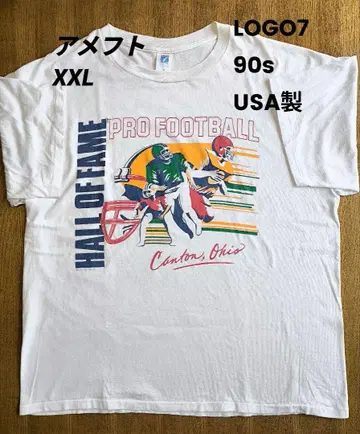 アメフト
XXL
LOGO7
90s
USA製
HALL OF FAME
PRO FOOTBALL
Canton, Ohio